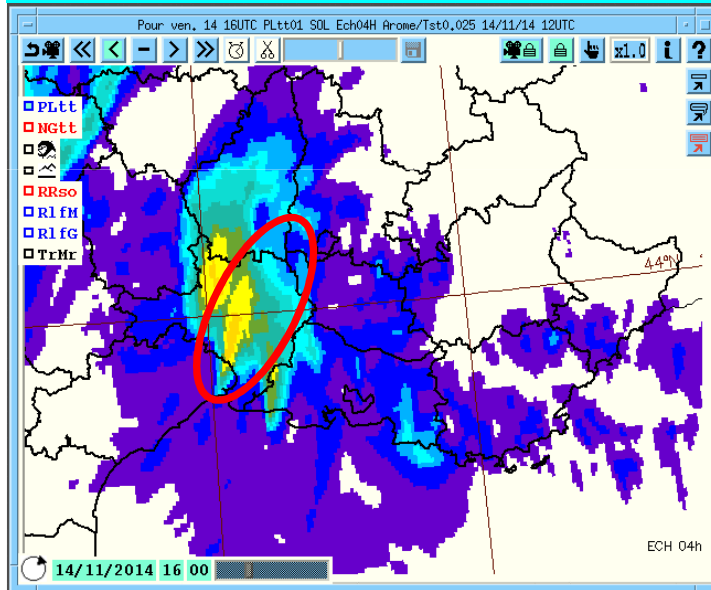 Pour ven. 14 16UTC PLtt01 SOL Ech04H Arome/Tst0.025 14/11/14 12UTC
x1.0 i ?
PLtt
NGtt
RRso
RlfM
RlfG
TrMr
44°N
ECH 04h
14/11/2014 16 00